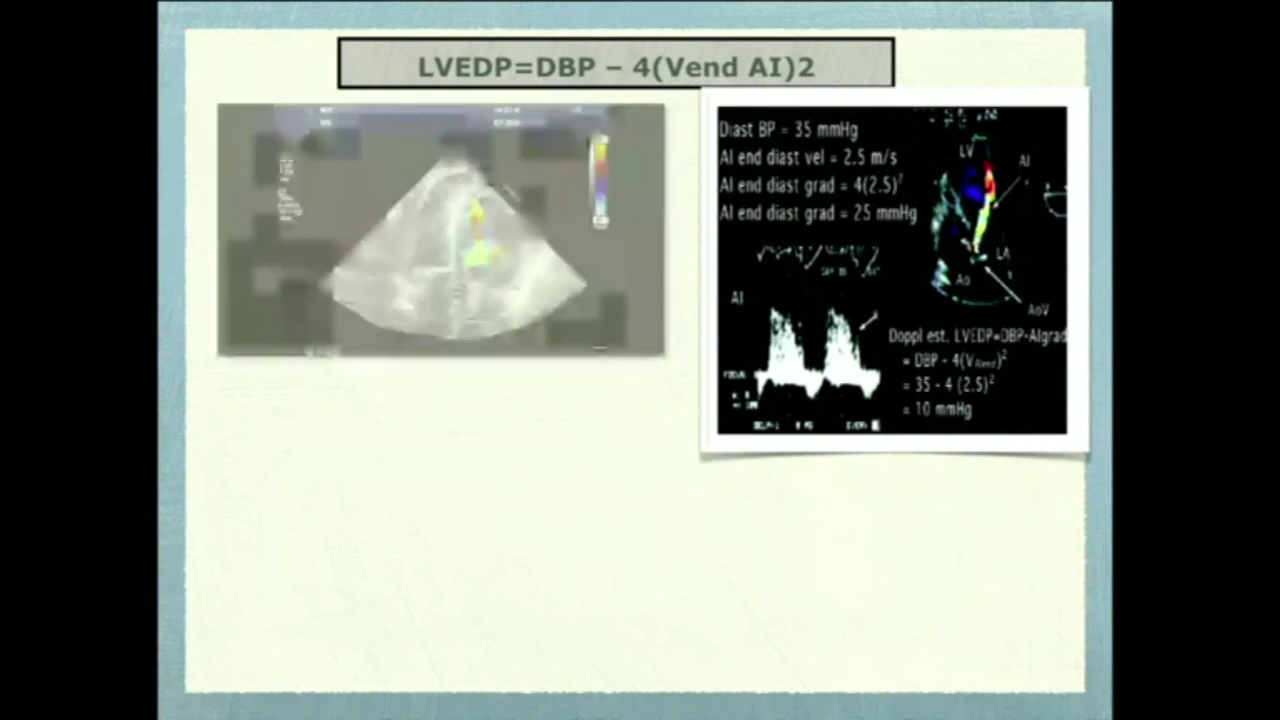 LVEDP=DBP – 4(Vend AI)2
Diast BP = 35 mmHg
AI end diast vel = 2.5 m/s
AI end diast grad = 4(2.5)²
AI end diast grad = 25 mmHg
LV
AI
LA
Ao
AoV
AI
Doppl est. LVEDP=DBP-AIgrad
= DBP - 4(V AIend)²
= 35 - 4 (2.5)²
= 10 mmHg